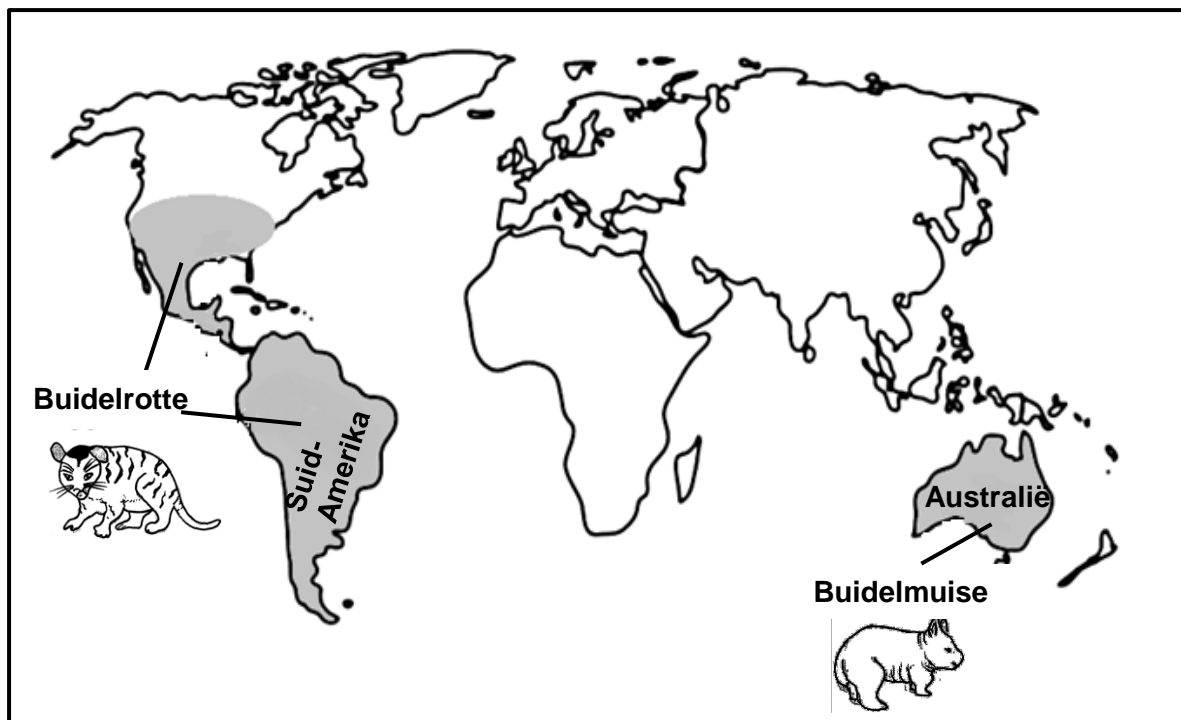 Buidelrotte
Suid-
Amerika
Australië
Buidelmuise